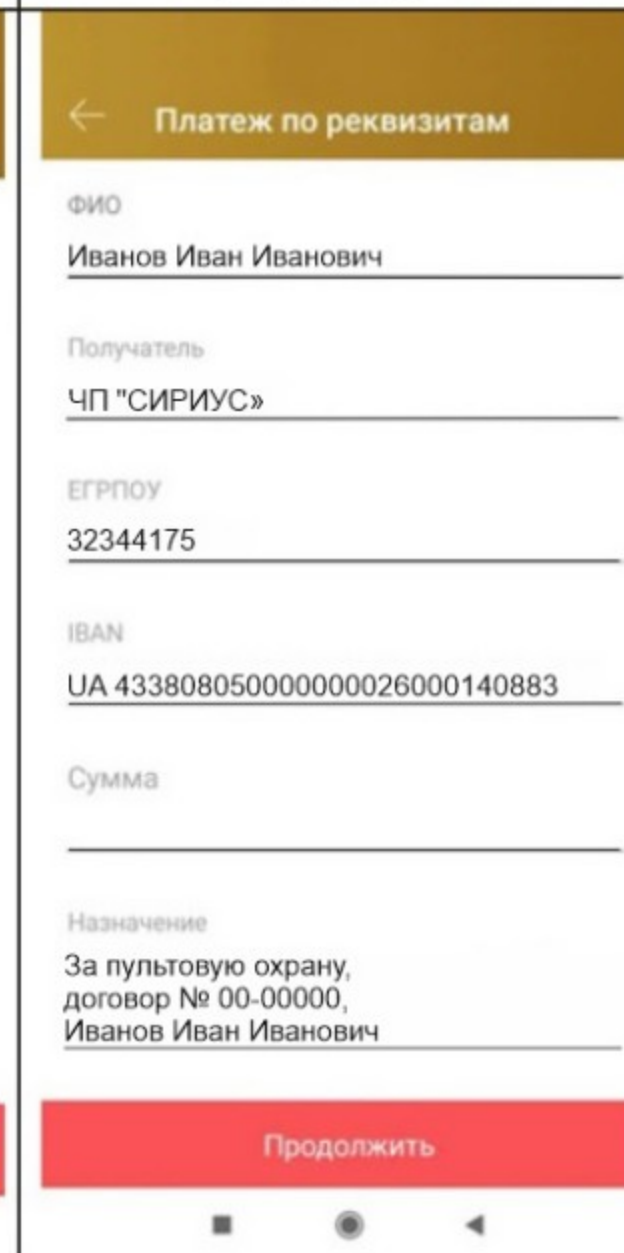 Платеж по реквизитам
ФИО
Иванов Иван Иванович
Получатель
ЧП "СИРИУС»
ЕГРПОУ
32344175
IBAN
UA 433808050000000026000140883
Сумма
Назначение
За пультовую охрану,
договор № 00-00000,
Иванов Иван Иванович
Продолжить